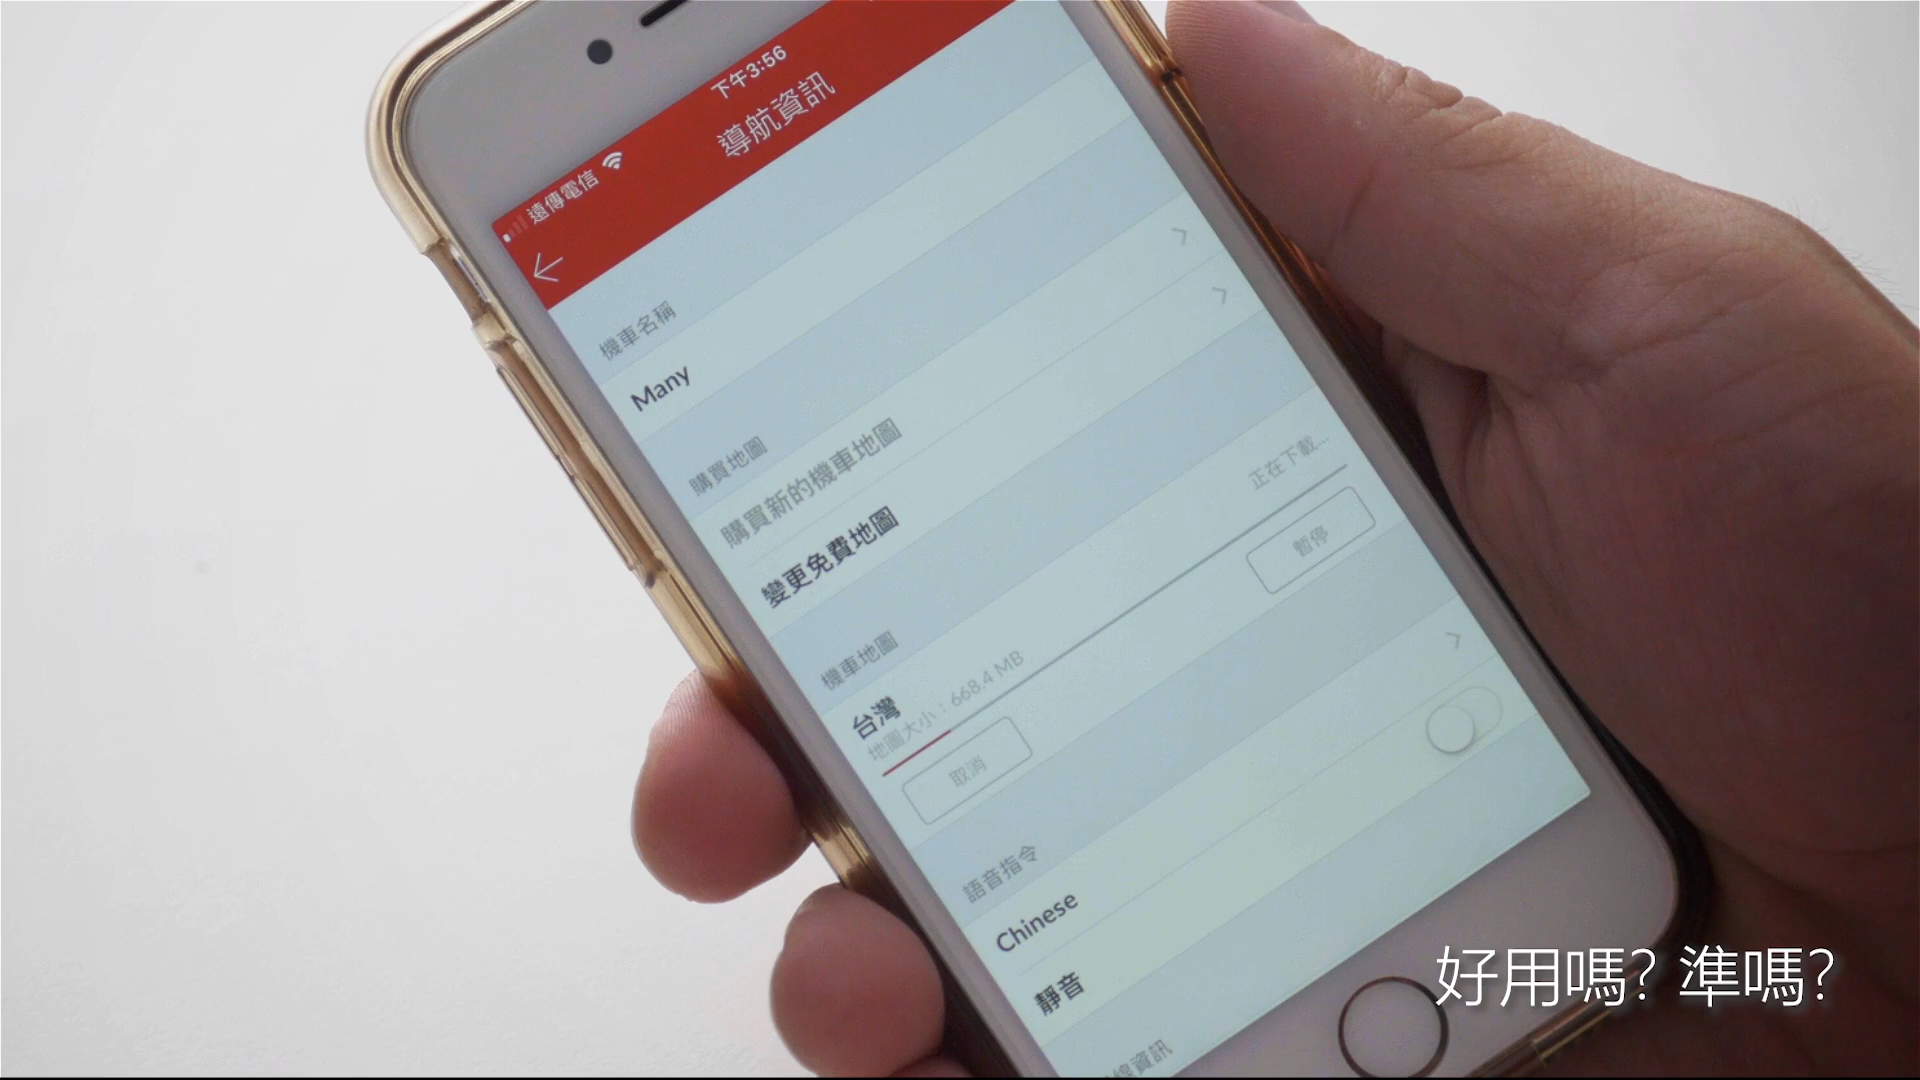 下午3:56
遠傳電信
導航資訊
機車名稱
Many
購買地圖
購買新的機車地圖
變更免費地圖
機車地圖
正在下載...
台灣
地圖大小：668.4 MB
暫停
取消
語音指令
Chinese
靜音
線資訊
好用嗎? 準嗎?